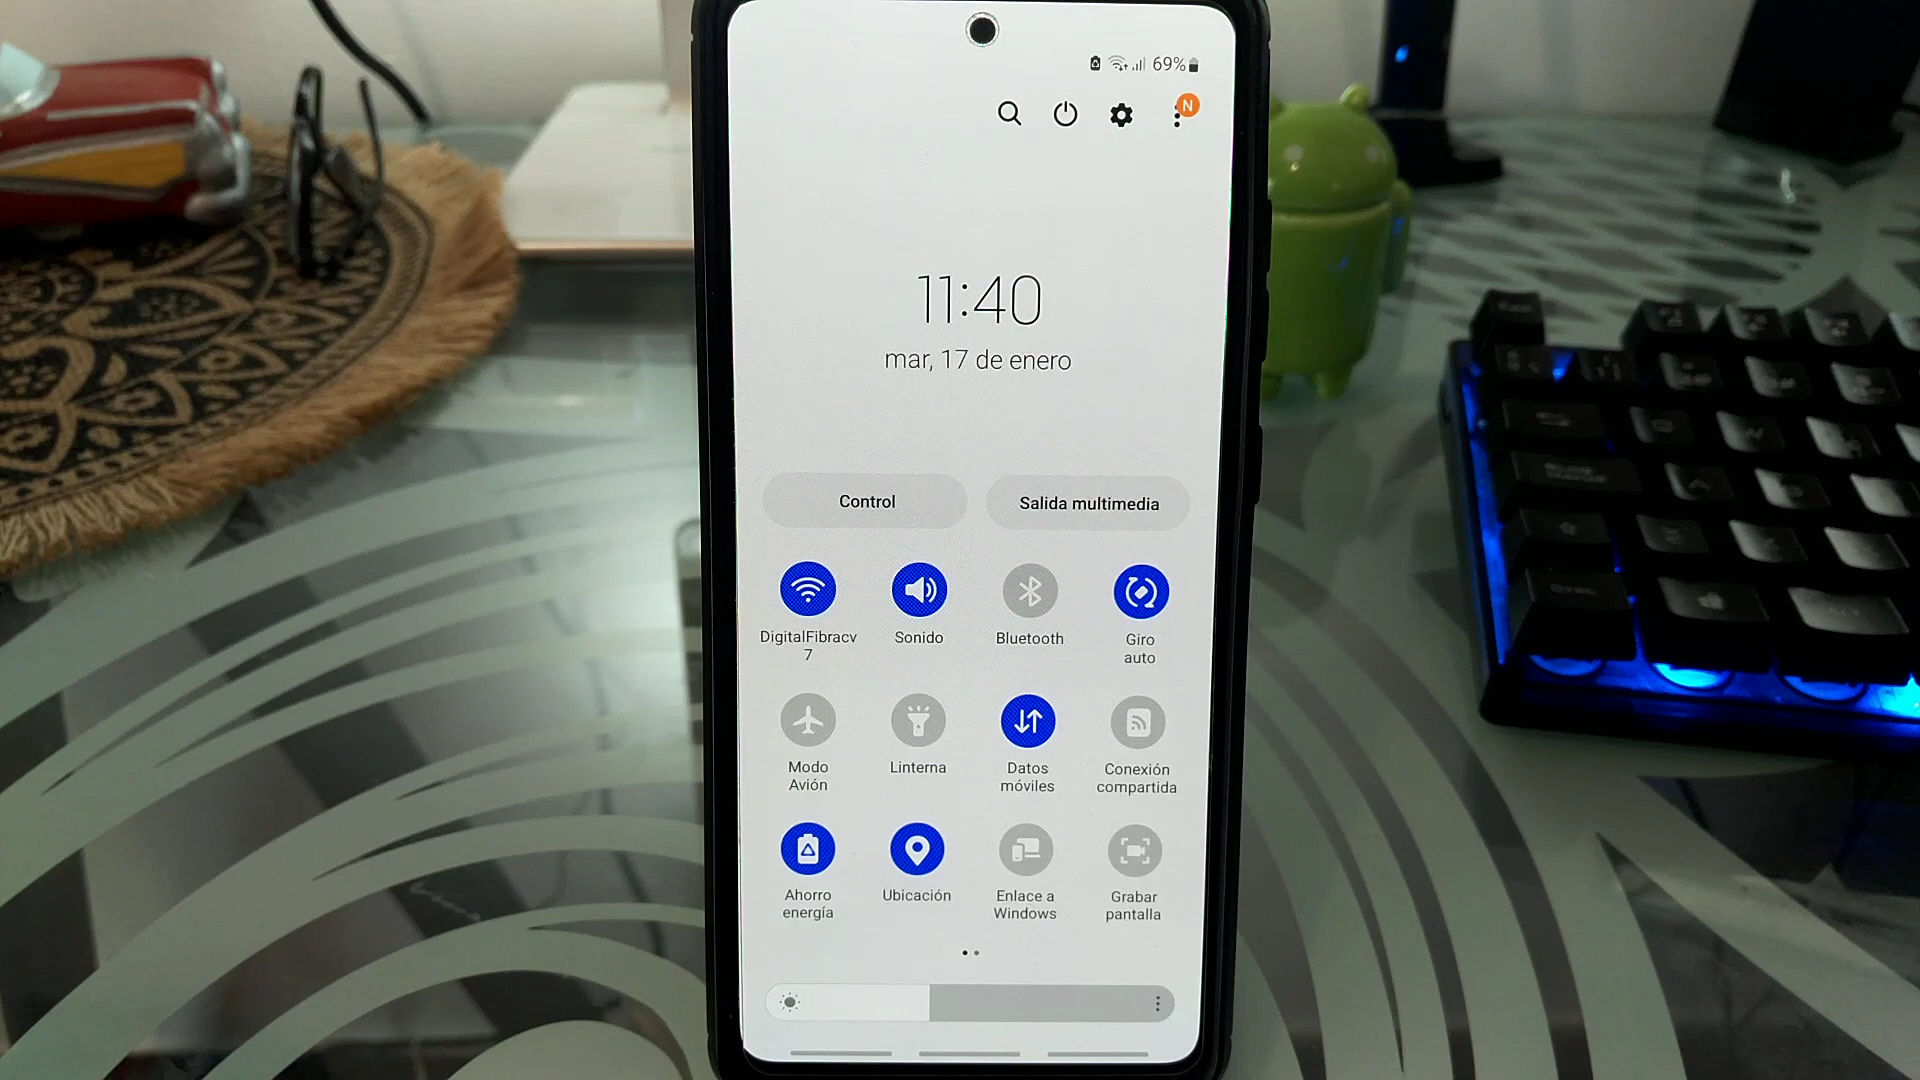 69%
N
11:40
mar, 17 de enero
Control
Salida multimedia
DigitalFibracv
7
Sonido
Bluetooth
Giro
auto
Modo
Avión
Linterna
Datos
móviles
Conexión
compartida
Ahorro
energía
Ubicación
Enlace a
Windows
Grabar
pantalla